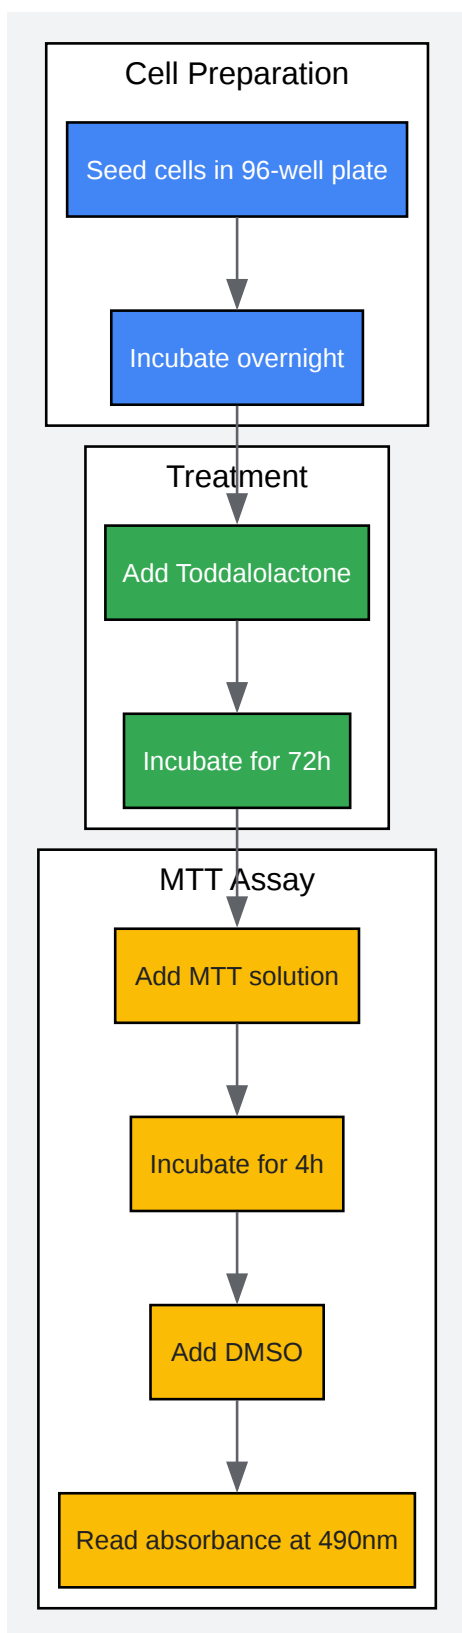 Cell Preparation
Seed cells in 96-well plate
Incubate overnight
Treatment
Add Toddalolactone
Incubate for 72h
MTT Assay
Add MTT solution
Incubate for 4h
Add DMSO
Read absorbance at 490nm